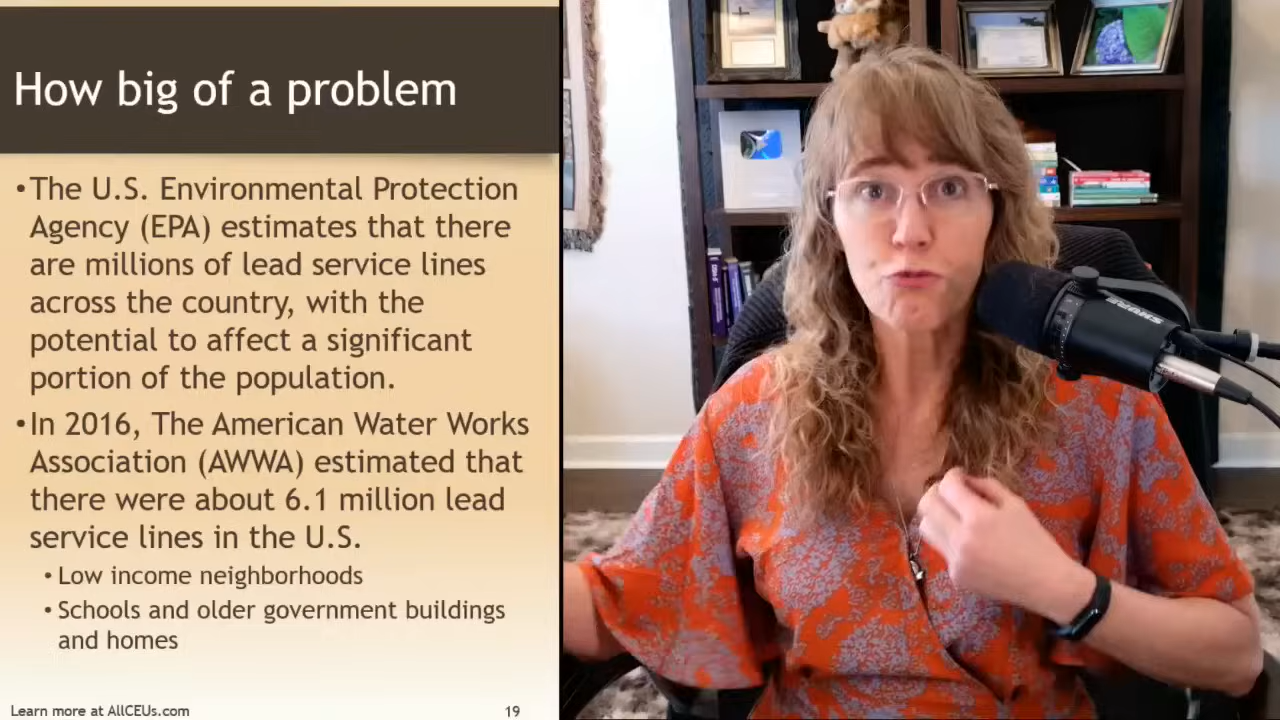 How big of a problem
•The U.S. Environmental Protection
Agency (EPA) estimates that there
are millions of lead service lines
across the country, with the
potential to affect a significant
portion of the population.
•In 2016, The American Water Works
Association (AWWA) estimated that
there were about 6.1 million lead
service lines in the U.S.
• Low income neighborhoods
• Schools and older government buildings
and homes
Learn more at AllCEUs.com
19
SHURE